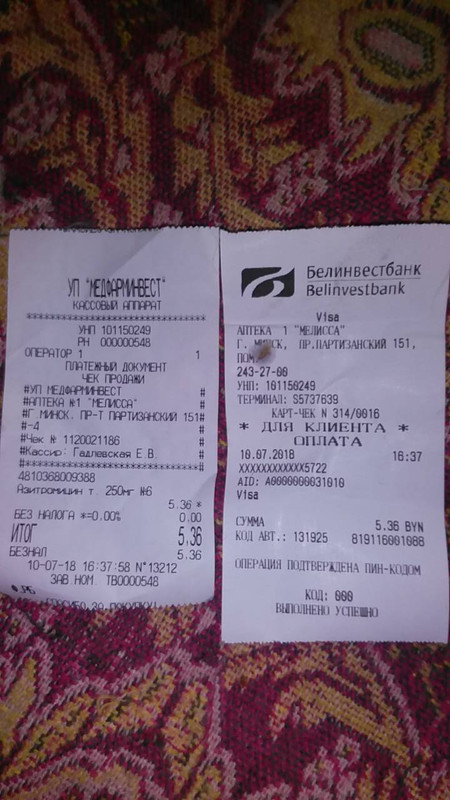 УП "МЕДФАРМИНВЕСТ"
КАССОВЫЙ АППАРАТ
УНП 101150249
РН 000000548
ОПЕРАТОР 1 1
ПЛАТЕЖНЫЙ ДОКУМЕНТ
ЧЕК ПРОДАЖИ
#УП МЕДФАРМИНВЕСТ #
#АПТЕКА №1 "МЕЛИССА" #
#Г.МИНСК. ПР-Т ПАРТИЗАНСКИЙ 151#
#-4 #
#Чек № 1120021186 #
#Кассир: Гадлевская Е.В. #
4810368009388
Азитромицин т. 250мг №6
5.36 *
БЕЗ НАЛОГА *=0.00% 0.00
ИТОГ 5,36
БЕЗНАЛ 5.36
10-07-18 16:37:58 N°13212
ЗАВ НОМ ТВ0000548
Белинвестбанк
Belinvestbank
Visa
АПТЕКА 1 "МЕЛИССА"
Г. МИНСК, ПР.ПАРТИЗАНСКИЙ 151,
ПОМ.
243-27-00
УНП: 101150249
ТЕРМИНАЛ: S5737639
КАРТ-ЧЕК N 314/0016
* ДЛЯ КЛИЕНТА *
ОПЛАТА
10.07.2018 16:37
XXXXXXXXXXXX5722
AID: A0000000031010
Visa
СУММА 5.36 BYN
КОД АВТ.: 131925 819116001088
ОПЕРАЦИЯ ПОДТВЕРЖДЕНА ПИН-КОДОМ
КОД: 000
ВЫПОЛНЕНО УСПЕШНО